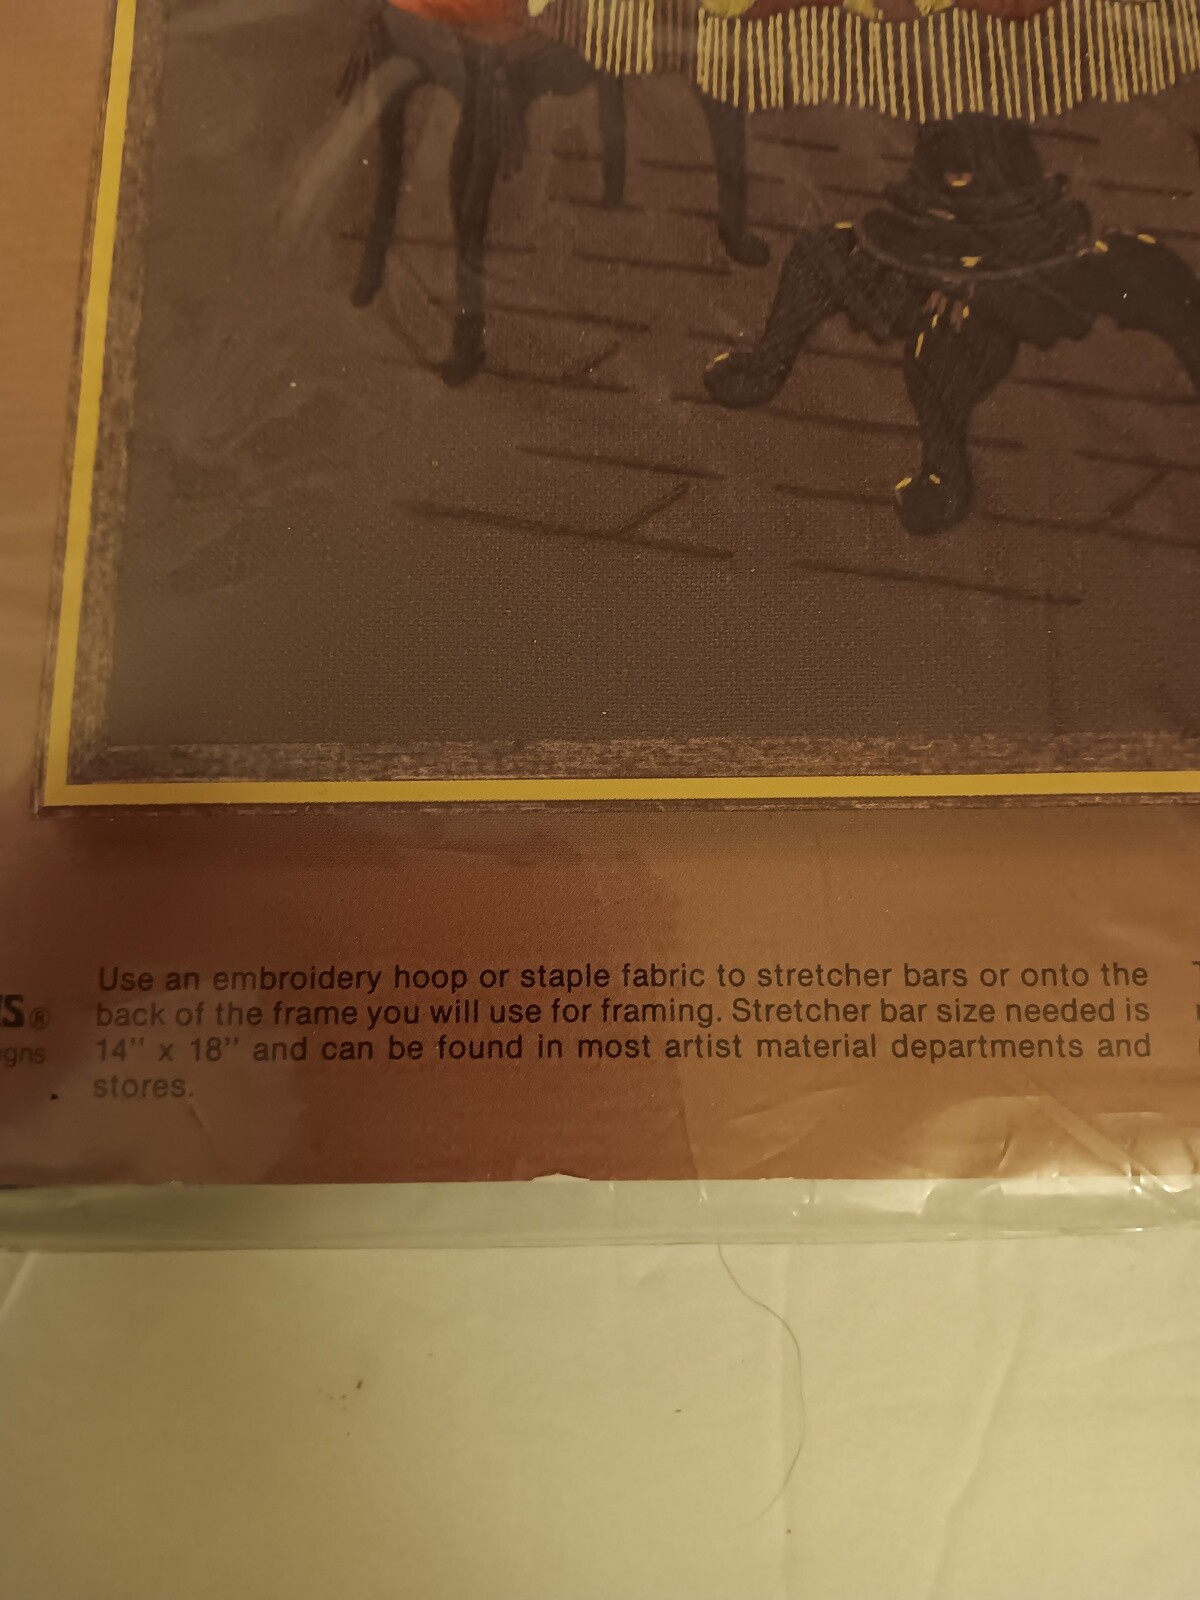 Use an embroidery hoop or staple fabric to stretcher bars or onto the
back of the frame you will use for framing. Stretcher bar size needed is
14" x 18" and can be found in most artist material departments and
stores.